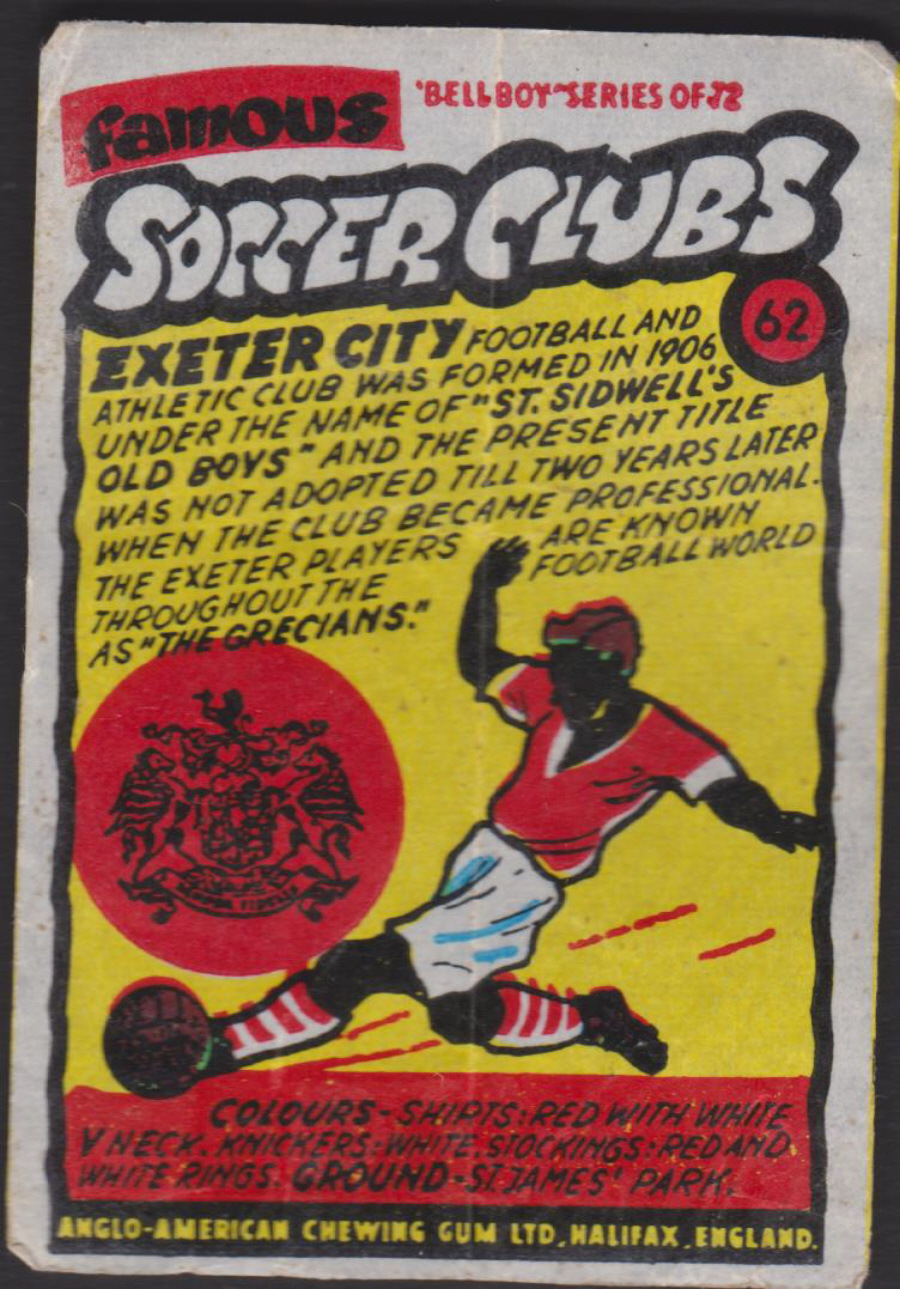 famous
'BELL BOY' SERIES OF 72
SOCCER CLUBS
62
EXETER CITY FOOTBALL AND
ATHLETIC CLUB WAS FORMED IN 1906
UNDER THE NAME OF "ST. SIDWELL'S
OLD BOYS" AND THE PRESENT TITLE
WAS NOT ADOPTED TILL TWO YEARS LATER
WHEN THE CLUB BECAME PROFESSIONAL.
THE EXETER PLAYERS ARE KNOWN
THROUGHOUT THE FOOTBALL WORLD
AS "THE GRECIANS."
SEMPER FIDELIS
COLOURS - SHIRTS: RED WITH WHITE
V NECK. KNICKERS: WHITE. STOCKINGS: RED AND
WHITE RINGS. GROUND - ST. JAMES' PARK.
ANGLO-AMERICAN CHEWING GUM LTD, HALIFAX, ENGLAND.